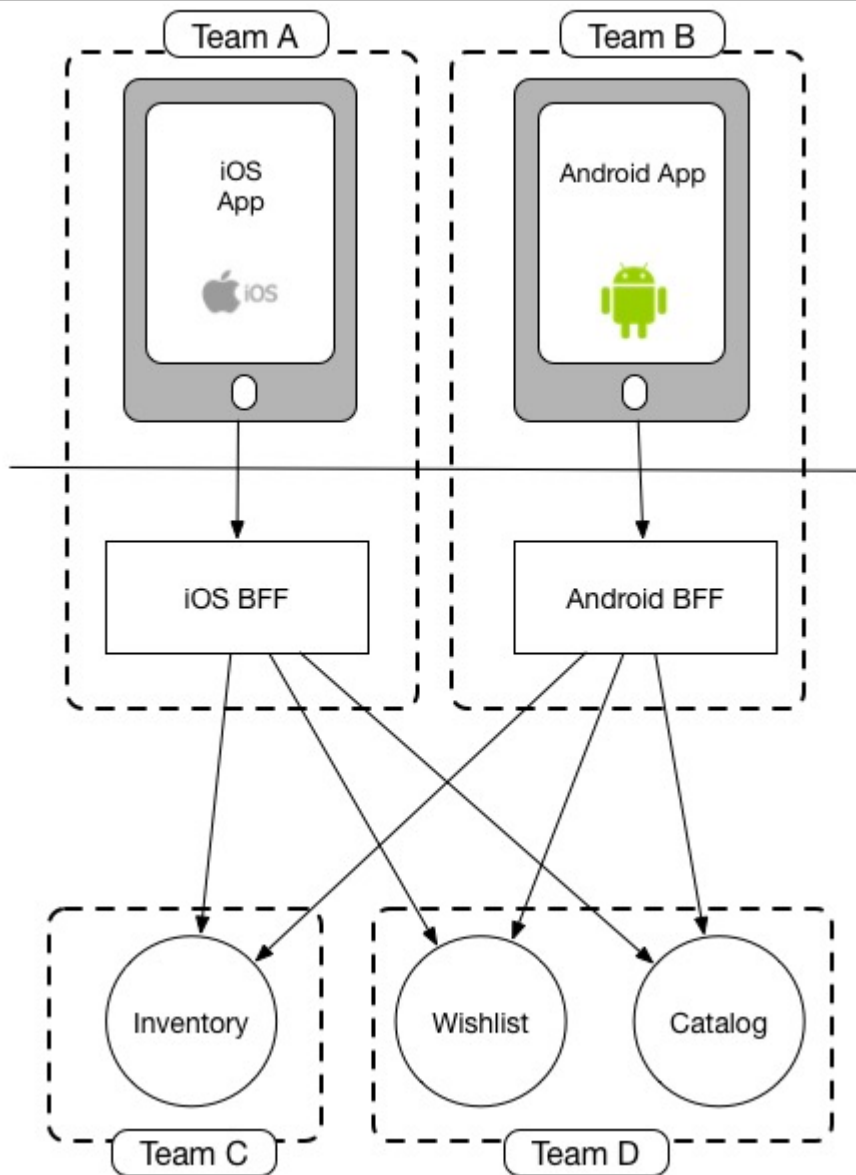 Team A
Team B
iOS
App
Android App
iOS
iOS BFF
Android BFF
Inventory
Wishlist
Catalog
Team C
Team D